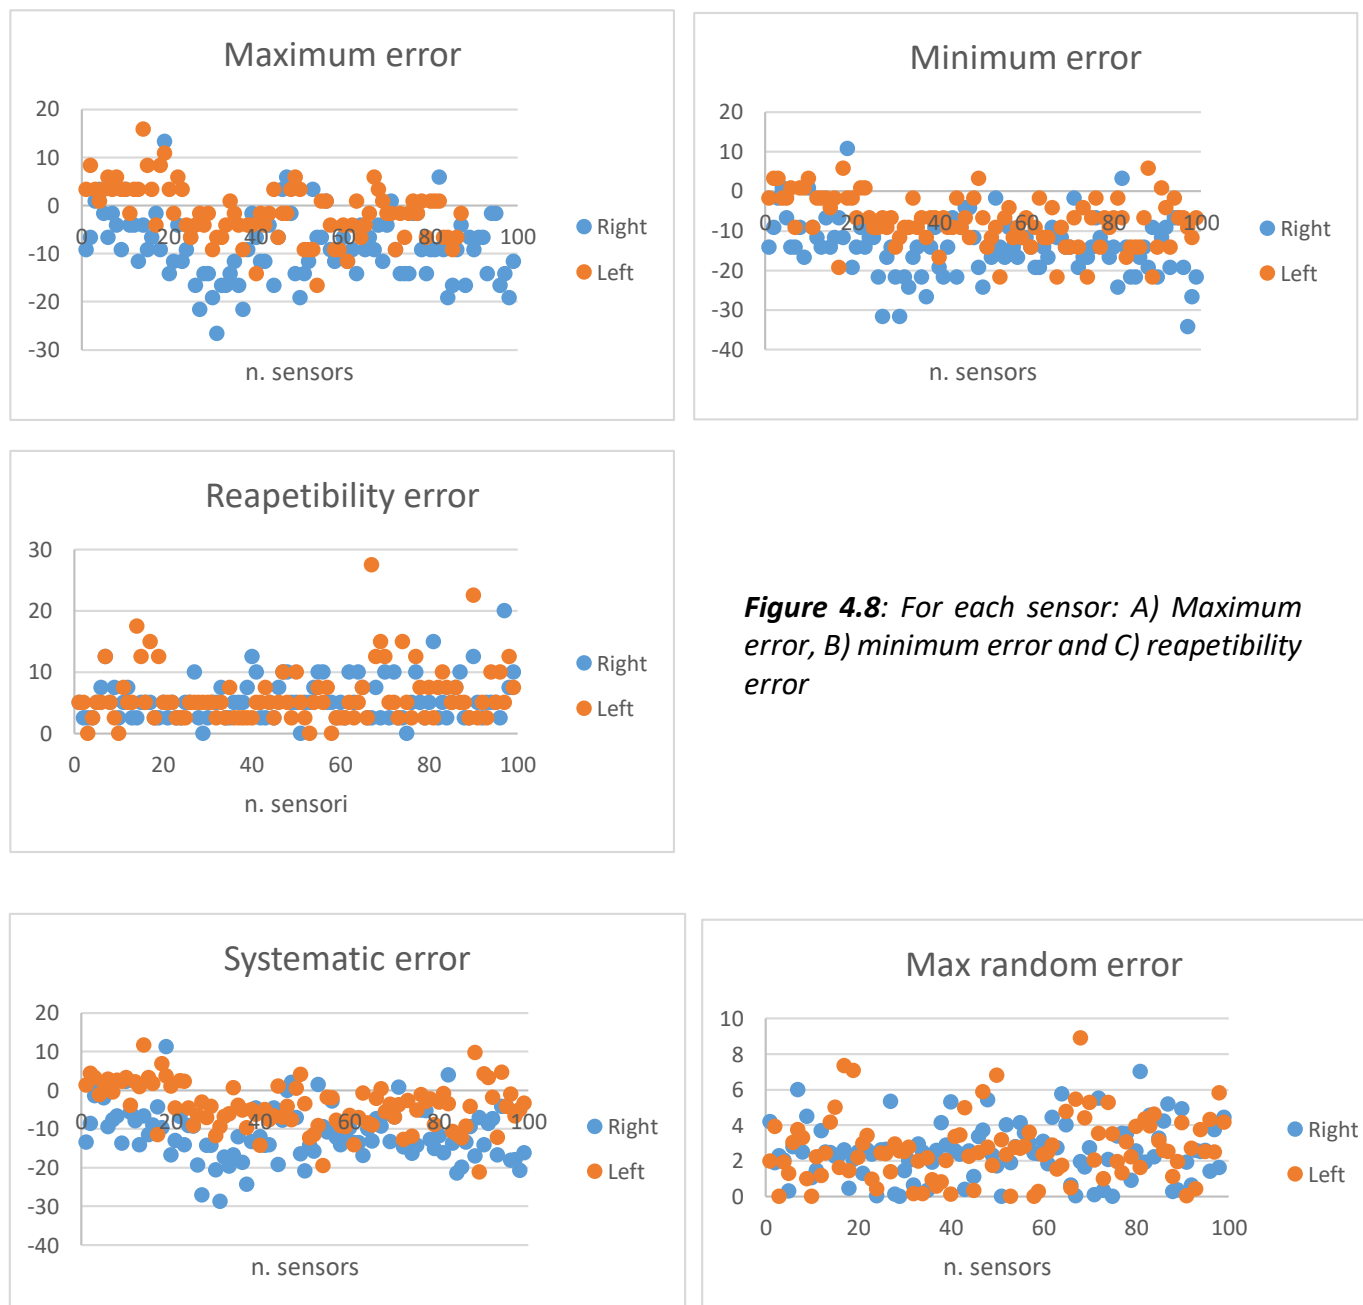 Maximum error
20
10
0
-10
-20
-30
0 20 40 60 80 100
n. sensors
Right
Left
Minimum error
20
10
0
-10
-20
-30
-40
0 20 40 60 80 100
n. sensors
Right
Left
Reapetibility error
30
20
10
0
0 20 40 60 80 100
n. sensori
Right
Left
Figure 4.8: For each sensor: A) Maximum
error, B) minimum error and C) reapetibility
error
Systematic error
20
10
0
-10
-20
-30
-40
0 20 40 60 80 100
n. sensors
Right
Left
Max random error
10
8
6
4
2
0
0 20 40 60 80 100
n. sensors
Right
Left